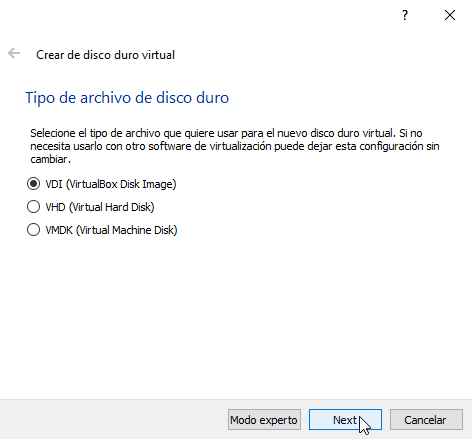 ?
Crear de disco duro virtual
Tipo de archivo de disco duro
Selecione el tipo de archivo que quiere usar para el nuevo disco duro virtual. Si no
necesita usarlo con otro software de virtualización puede dejar esta configuración sin
cambiar.
VDI (VirtualBox Disk Image)
VHD (Virtual Hard Disk)
VMDK (Virtual Machine Disk)
Modo experto Next Cancelar